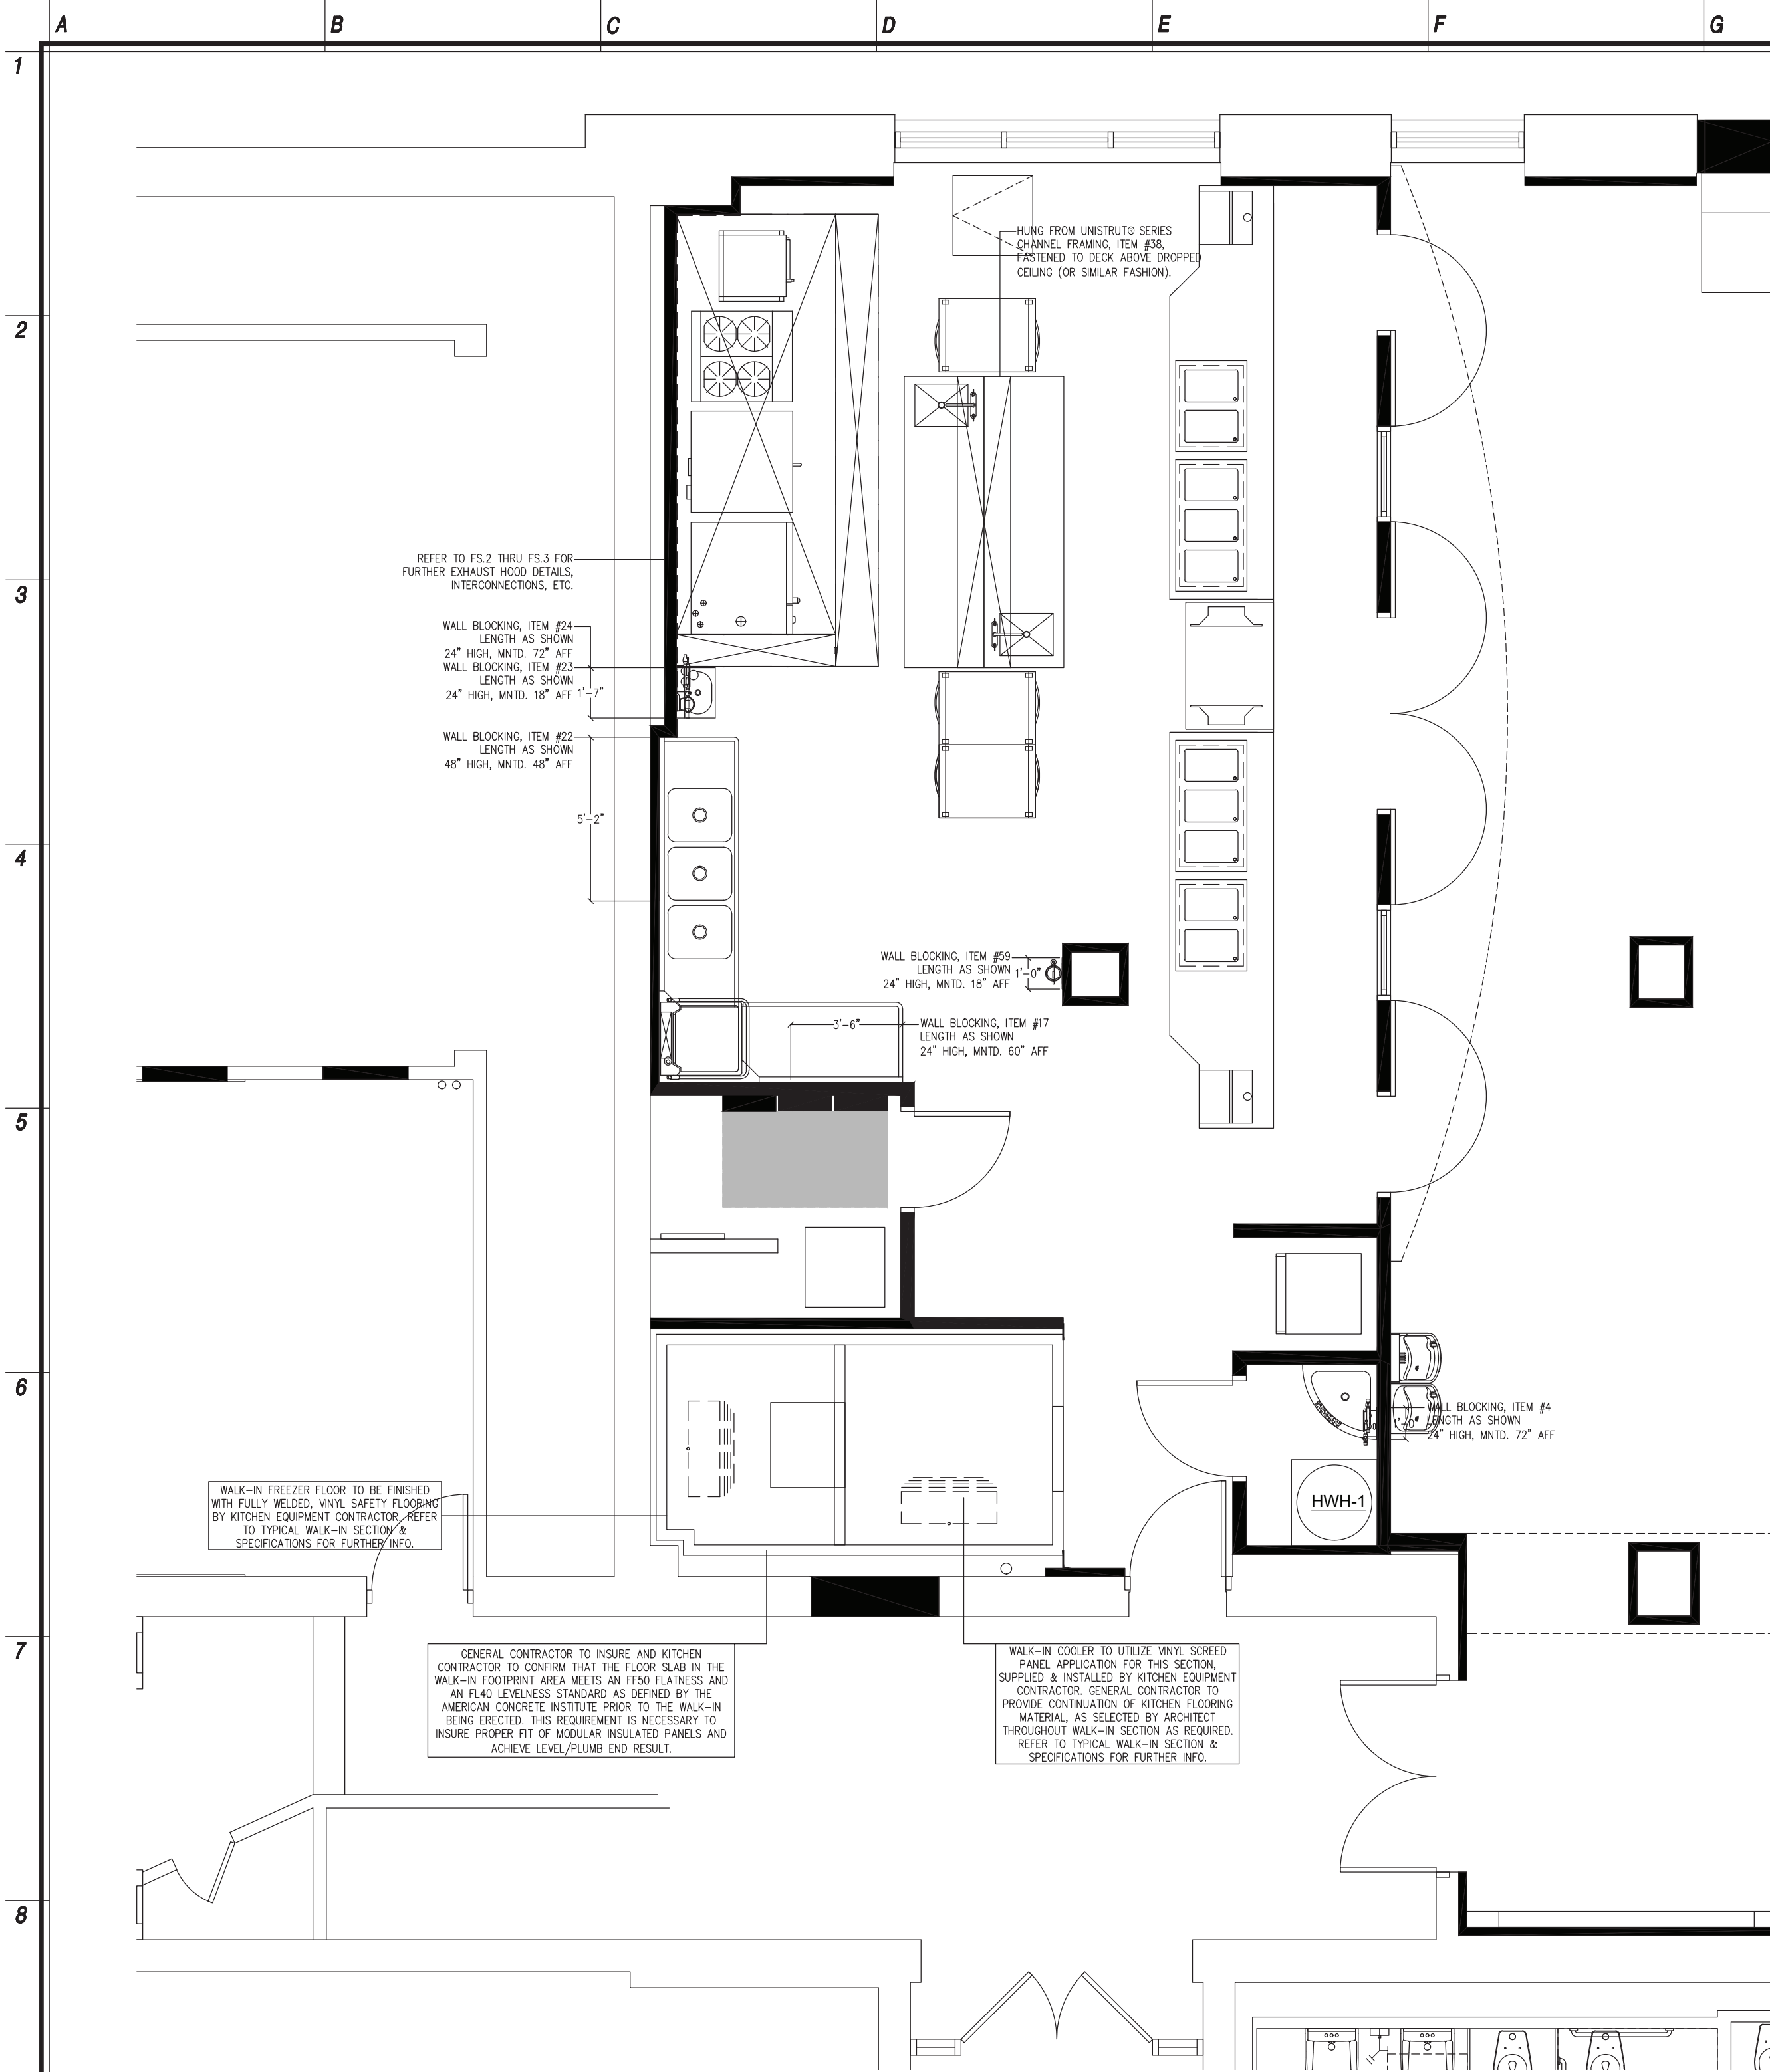 A
B
C
D
E
F
G
1
2
3
4
5
6
7
8
HUNG FROM UNISTRUT® SERIES
CHANNEL FRAMING, ITEM #38,
FASTENED TO DECK ABOVE DROPPED
CEILING (OR SIMILAR FASHION).
REFER TO FS.2 THRU FS.3 FOR
FURTHER EXHAUST HOOD DETAILS,
INTERCONNECTIONS, ETC.
WALL BLOCKING, ITEM #24
LENGTH AS SHOWN
24" HIGH, MNTD. 72" AFF
WALL BLOCKING, ITEM #23
LENGTH AS SHOWN
24" HIGH, MNTD. 18" AFF
1'-7"
WALL BLOCKING, ITEM #22
LENGTH AS SHOWN
48" HIGH, MNTD. 48" AFF
5'-2"
WALL BLOCKING, ITEM #59
LENGTH AS SHOWN
24" HIGH, MNTD. 18" AFF
1'-0"
3'-6"
WALL BLOCKING, ITEM #17
LENGTH AS SHOWN
24" HIGH, MNTD. 60" AFF
WALL BLOCKING, ITEM #4
LENGTH AS SHOWN
24" HIGH, MNTD. 72" AFF
HWH-1
WALK-IN FREEZER FLOOR TO BE FINISHED
WITH FULLY WELDED, VINYL SAFETY FLOORING
BY KITCHEN EQUIPMENT CONTRACTOR. REFER
TO TYPICAL WALK-IN SECTION &
SPECIFICATIONS FOR FURTHER INFO.
GENERAL CONTRACTOR TO INSURE AND KITCHEN
CONTRACTOR TO CONFIRM THAT THE FLOOR SLAB IN THE
WALK-IN FOOTPRINT AREA MEETS AN FF50 FLATNESS AND
AN FL40 LEVELNESS STANDARD AS DEFINED BY THE
AMERICAN CONCRETE INSTITUTE PRIOR TO THE WALK-IN
BEING ERECTED. THIS REQUIREMENT IS NECESSARY TO
INSURE PROPER FIT OF MODULAR INSULATED PANELS AND
ACHIEVE LEVEL/PLUMB END RESULT.
WALK-IN COOLER TO UTILIZE VINYL SCREED
PANEL APPLICATION FOR THIS SECTION,
SUPPLIED & INSTALLED BY KITCHEN EQUIPMENT
CONTRACTOR. GENERAL CONTRACTOR TO
PROVIDE CONTINUATION OF KITCHEN FLOORING
MATERIAL, AS SELECTED BY ARCHITECT
THROUGHOUT WALK-IN SECTION AS REQUIRED.
REFER TO TYPICAL WALK-IN SECTION &
SPECIFICATIONS FOR FURTHER INFO.